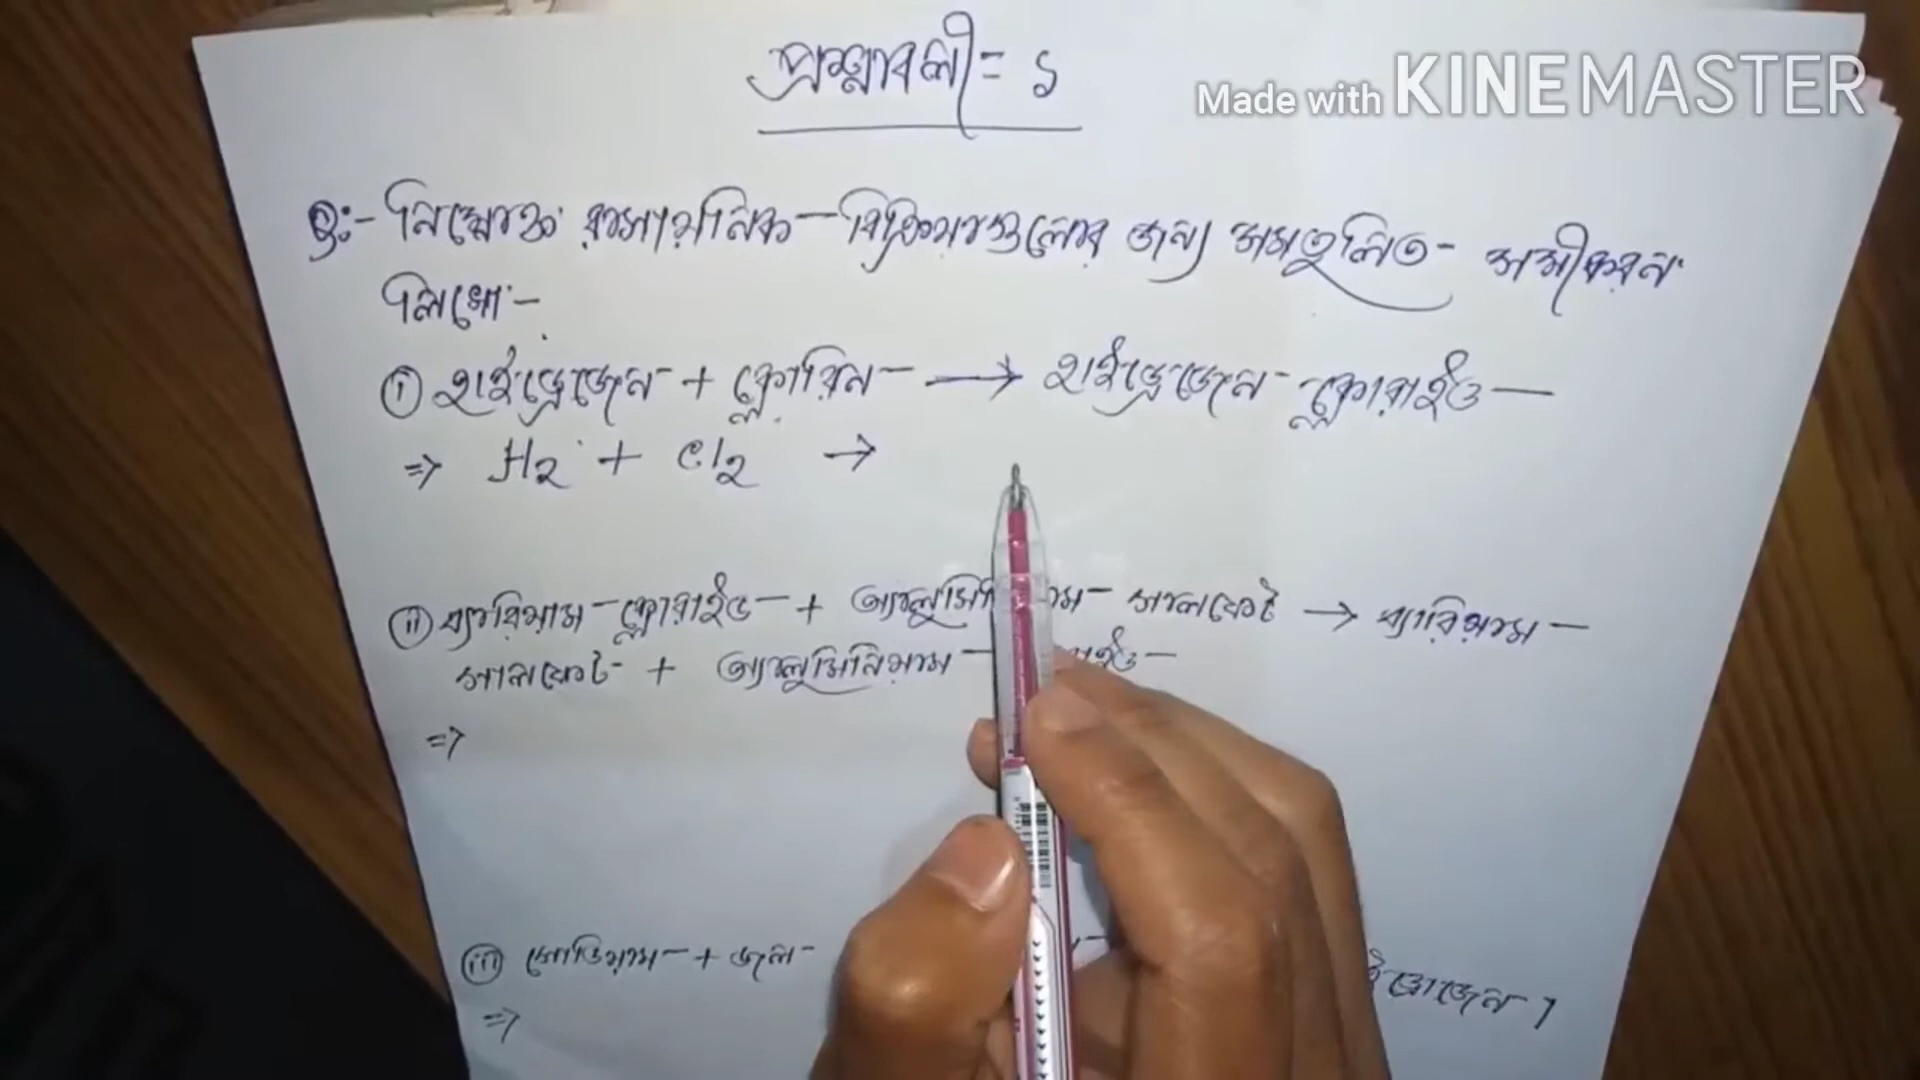 প্রশ্নাবলী = ১
Made with KINEMASTER
Q:- নিম্নোক্ত রাসায়নিক বিক্রিয়াগুলোর জন্য সমতুলিত সমীকরন
লিখো:-
(i) হাইড্রেজেন + ক্লোরিন → হাইড্রেজেন ক্লোরাইড
⇒ H2 + Cl2 →
(ii) ব্যারিয়াম ক্লোরাইড + অ্যালুমিনিয়াম সালফেট → ব্যারিয়াম
সালফেট + অ্যালুমিনিয়াম
⇒
(iii) সোডিয়াম + জল
⇒